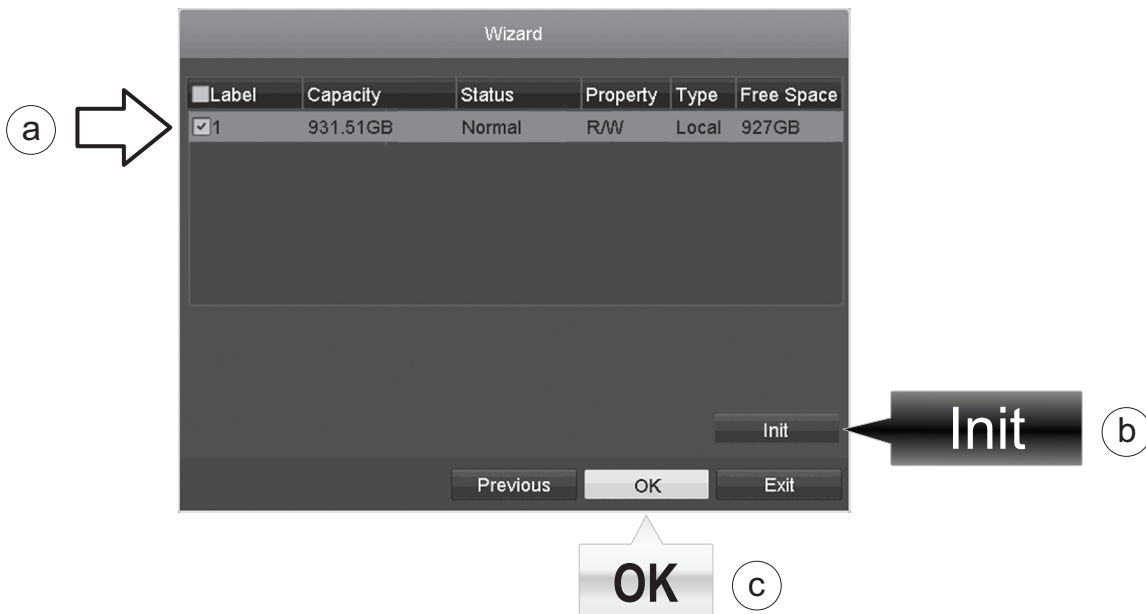 Wizard
Label Capacity Status Property Type Free Space
a
1 931.51GB Normal R/W Local 927GB
Init
Init
b
Previous OK Exit
OK
c